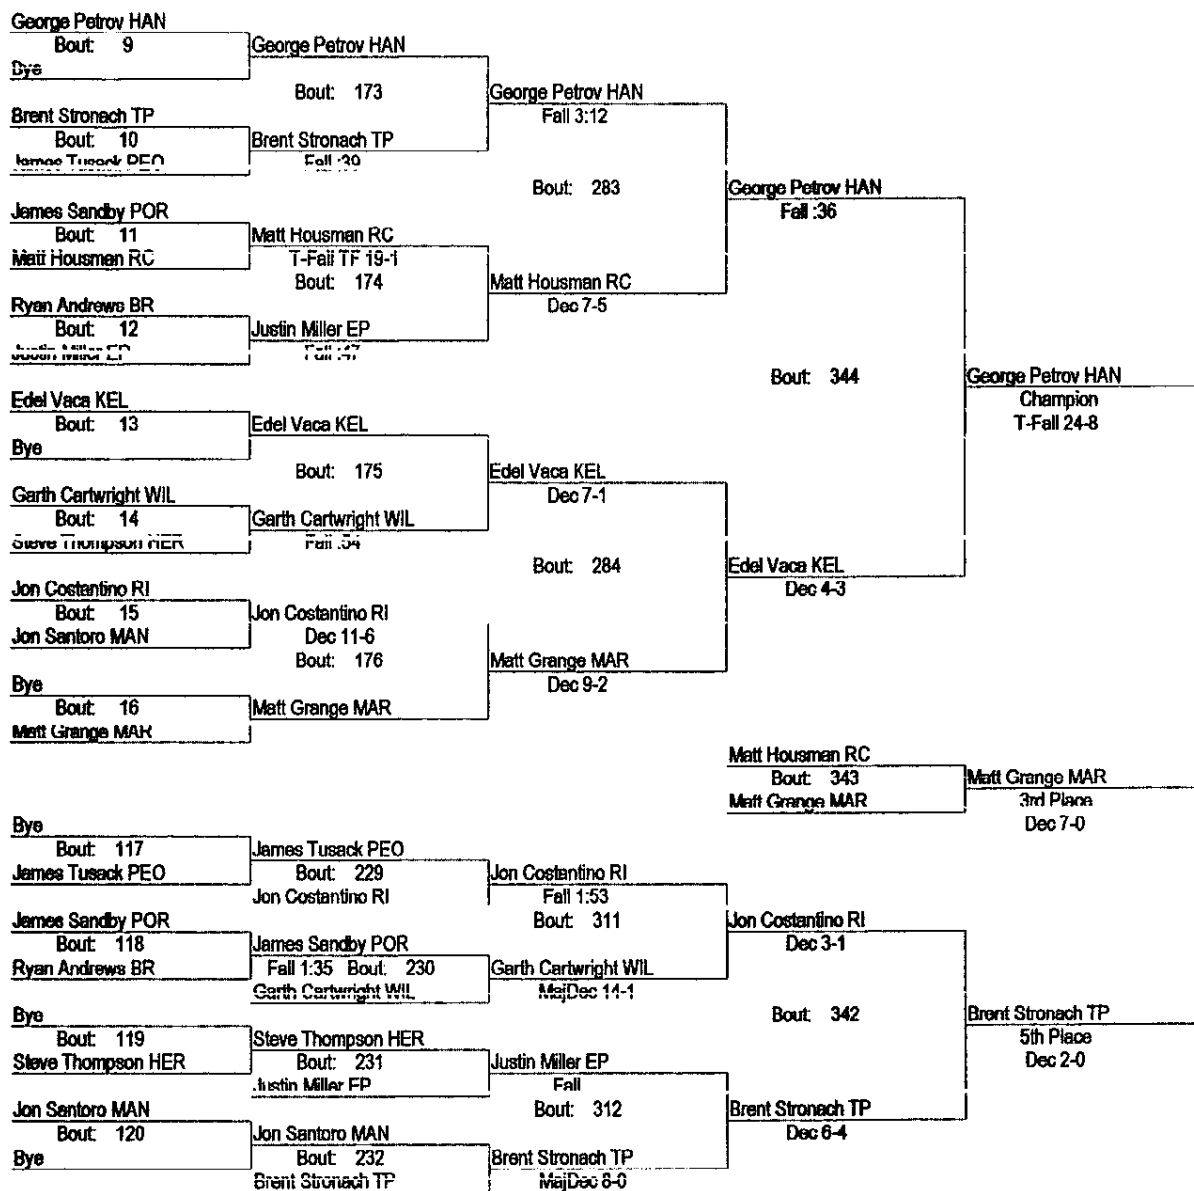 George Petrov HAN
Bout: 9
George Petrov HAN
Bye
Bout: 173
George Petrov HAN
Fall 3:12
Brent Stronach TP
Bout: 10
Brent Stronach TP
James Tusack PEO
Fall :39
Bout: 283
George Petrov HAN
Fall :36
James Sandby POR
Bout: 11
Matt Housman RC
Matt Housman RC
T-Fall TF 19-1
Bout: 174
Matt Housman RC
Dec 7-5
Ryan Andrews BR
Bout: 12
Justin Miller EP
Justin Miller EP
Fall :47
Bout: 344
George Petrov HAN
Champion
T-Fall 24-8
Edel Vaca KEL
Bout: 13
Edel Vaca KEL
Bye
Bout: 175
Edel Vaca KEL
Dec 7-1
Garth Cartwright WIL
Bout: 14
Garth Cartwright WIL
Steve Thompson HER
Fall :54
Bout: 284
Edel Vaca KEL
Dec 4-3
Jon Costantino RI
Bout: 15
Jon Costantino RI
Jon Santoro MAN
Dec 11-6
Bout: 176
Matt Grange MAR
Dec 9-2
Bye
Bout: 16
Matt Grange MAR
Matt Grange MAR
Matt Housman RC
Bout: 343
Matt Grange MAR
Matt Grange MAR
3rd Place
Dec 7-0
Bye
Bout: 117
James Tusack PEO
James Tusack PEO
Bout: 229
Jon Costantino RI
Jon Costantino RI
Fall 1:53
Bout: 311
Jon Costantino RI
Dec 3-1
James Sandby POR
Bout: 118
James Sandby POR
Ryan Andrews BR
Fall 1:35 Bout: 230
Garth Cartwright WIL
Garth Cartwright WIL
MajDec 14-1
Bout: 342
Brent Stronach TP
5th Place
Dec 2-0
Bye
Bout: 119
Steve Thompson HER
Steve Thompson HER
Bout: 231
Justin Miller EP
Justin Miller EP
Fall
Bout: 312
Brent Stronach TP
Dec 6-4
Jon Santoro MAN
Bout: 120
Jon Santoro MAN
Bye
Bout: 232
Brent Stronach TP
Brent Stronach TP
MajDec 8-0